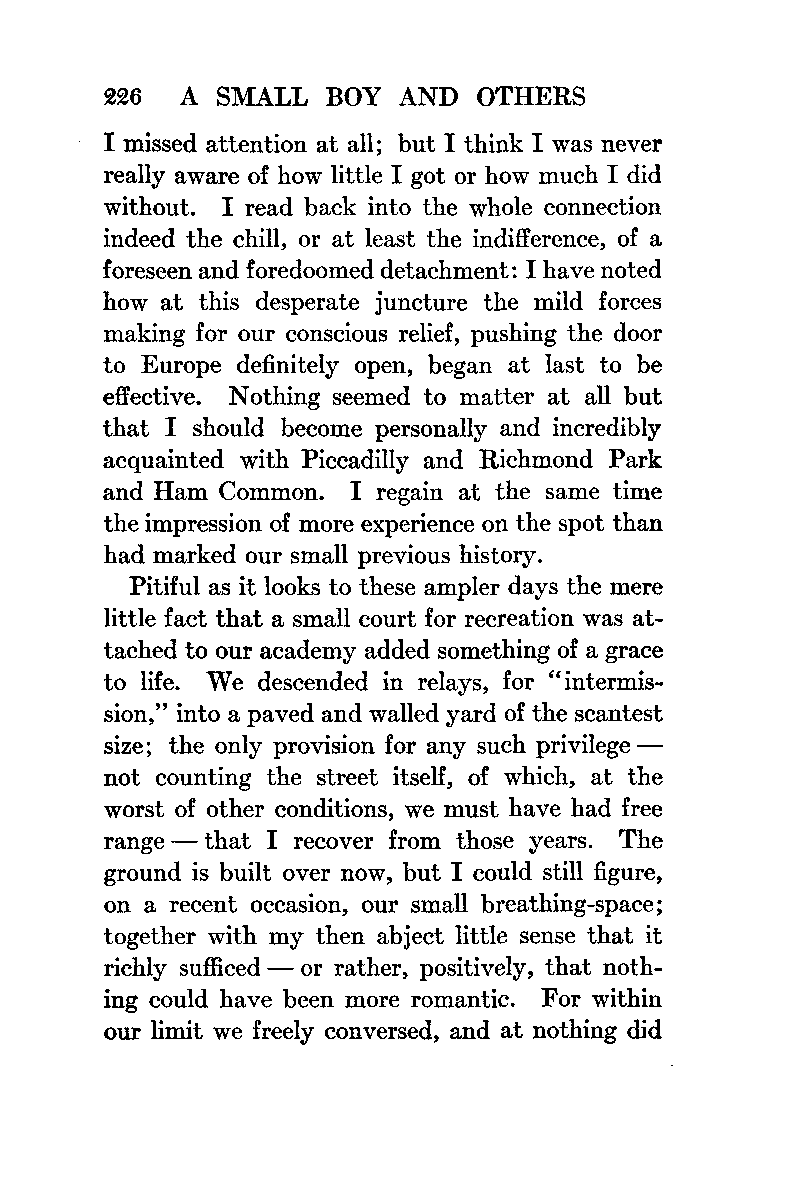 226 A SMALL BOY AND OTHERS
I missed attention at all; but I think I was never
really aware of how little I got or how much I did
without. I read back into the whole connection
indeed the chill, or at least the indifference, of a
foreseen and foredoomed detachment: I have noted
how at this desperate juncture the mild forces
making for our conscious relief, pushing the door
to Europe definitely open, began at last to be
effective. Nothing seemed to matter at all but
that I should become personally and incredibly
acquainted with Piccadilly and Richmond Park
and Ham Common. I regain at the same time
the impression of more experience on the spot than
had marked our small previous history.
Pitiful as it looks to these ampler days the mere
little fact that a small court for recreation was at-
tached to our academy added something of a grace
to life. We descended in relays, for "intermis-
sion," into a paved and walled yard of the scantest
size; the only provision for any such privilege —
not counting the street itself, of which, at the
worst of other conditions, we must have had free
range — that I recover from those years. The
ground is built over now, but I could still figure,
on a recent occasion, our small breathing-space;
together with my then abject little sense that it
richly sufficed — or rather, positively, that noth-
ing could have been more romantic. For within
our limit we freely conversed, and at nothing did